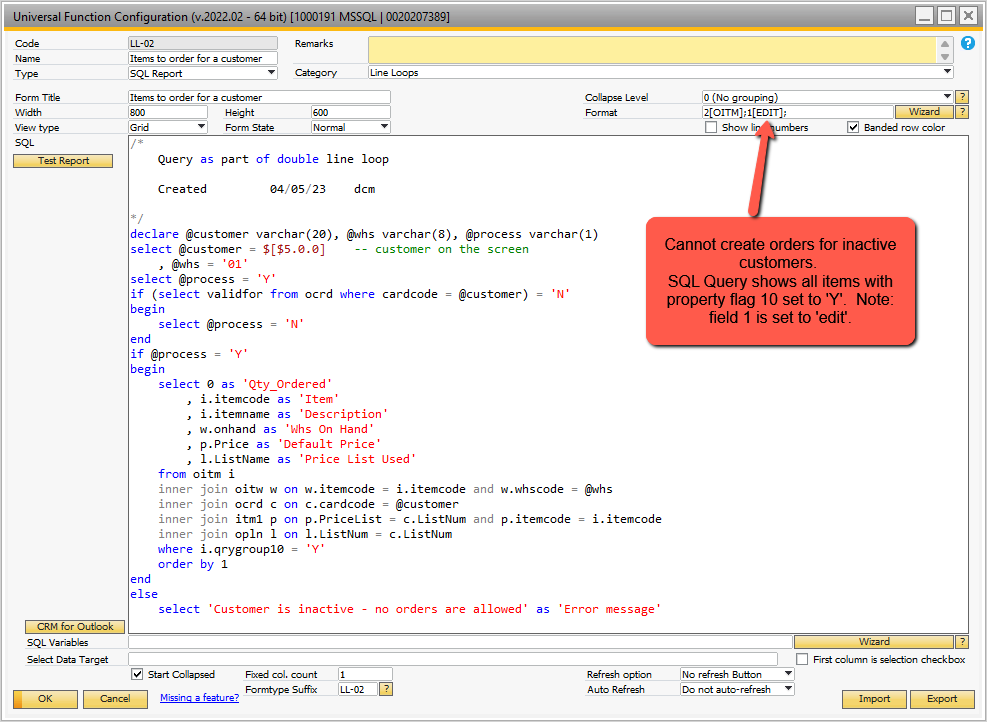 Universal Function Configuration (v.2022.02 - 64 bit) [1000191 MSSQL | 0020207389]
Code LL-02 Remarks
Name Items to order for a customer
Type SQL Report Category Line Loops
Form Title Items to order for a customer Collapse Level 0 (No grouping) ?
Width 800 Height 600 Format 2[OITM];1[EDIT]; Wizard ?
View type Grid Form State Normal Show line numbers Banded row color
SQL
Test Report
/*
Query as part of double line loop
Created 04/05/23 dcm
*/
declare @customer varchar(20), @whs varchar(8), @process varchar(1)
select @customer = $[$5.0.0] -- customer on the screen
, @whs = '01'
select @process = 'Y'
if (select validfor from ocrd where cardcode = @customer) = 'N'
begin
select @process = 'N'
end
if @process = 'Y'
begin
select 0 as 'Qty_Ordered'
, i.itemcode as 'Item'
, i.itemname as 'Description'
, w.onhand as 'Whs On Hand'
, p.Price as 'Default Price'
, l.ListName as 'Price List Used'
from oitm i
inner join oitw w on w.itemcode = i.itemcode and w.whscode = @whs
inner join ocrd c on c.cardcode = @customer
inner join itm1 p on p.PriceList = c.ListNum and p.itemcode = i.itemcode
inner join opln l on l.ListNum = c.ListNum
where i.qrygroup10 = 'Y'
order by 1
end
else
select 'Customer is inactive - no orders are allowed' as 'Error message'
Cannot create orders for inactive
customers.
SQL Query shows all items with
property flag 10 set to 'Y'. Note:
field 1 is set to 'edit'.
CRM for Outlook
SQL Variables Wizard ?
Select Data Target First column is selection checkbox
Start Collapsed Fixed col. count 1 Refresh option No refresh Button
Formtype Suffix LL-02 ? Auto Refresh Do not auto-refresh
OK Cancel Missing a feature? Import Export